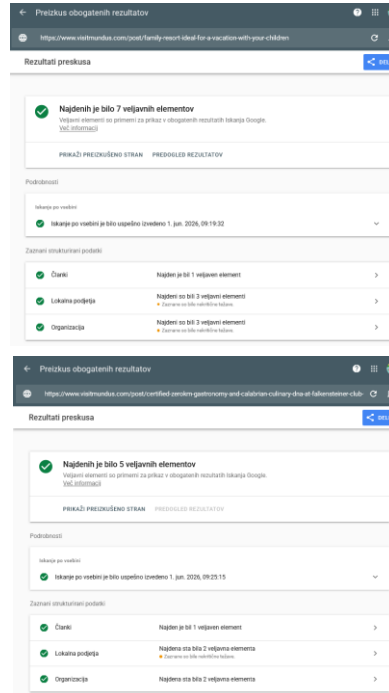 Preizkus obogatenih rezultatov
https://www.visitmundus.com/post/family-resort-ideal-for-a-vacation-with-your-children
Rezultati preskusa
Najdenih je bilo 7 veljavnih elementov
Veljavni elementi so primerni za prikaz v obogatenih rezultatih Iskanja Google.
Več informacij
PRIKAŽI PREIZKUŠENO STRAN PREDOGLED REZULTATOV
Podrobnosti
Iskanje po vsebini
Iskanje po vsebini je bilo uspešno izvedeno 1. jun. 2026, 09:19:32
Zaznani strukturirani podatki
Članki Najden je bil 1 veljaven element
Lokalna podjetja Najdeni so bili 3 veljavni elementi
Zaznane so bile nekritične težave.
Organizacija Najdeni so bili 3 veljavni elementi
Zaznane so bile nekritične težave.
Preizkus obogatenih rezultatov
https://www.visitmundus.com/post/certified-zerokm-gastronomy-and-calabrian-culinary-dna-at-falkensteiner-club-
Rezultati preskusa
Najdenih je bilo 5 veljavnih elementov
Veljavni elementi so primerni za prikaz v obogatenih rezultatih Iskanja Google.
Več informacij
PRIKAŽI PREIZKUŠENO STRAN PREDOGLED REZULTATOV
Podrobnosti
Iskanje po vsebini
Iskanje po vsebini je bilo uspešno izvedeno 1. jun. 2026, 09:25:15
Zaznani strukturirani podatki
Članki Najden je bil 1 veljaven element
Lokalna podjetja Najdena sta bila 2 veljavna elementa
Zaznane so bile nekritične težave.
Organizacija Najdena sta bila 2 veljavna elementa